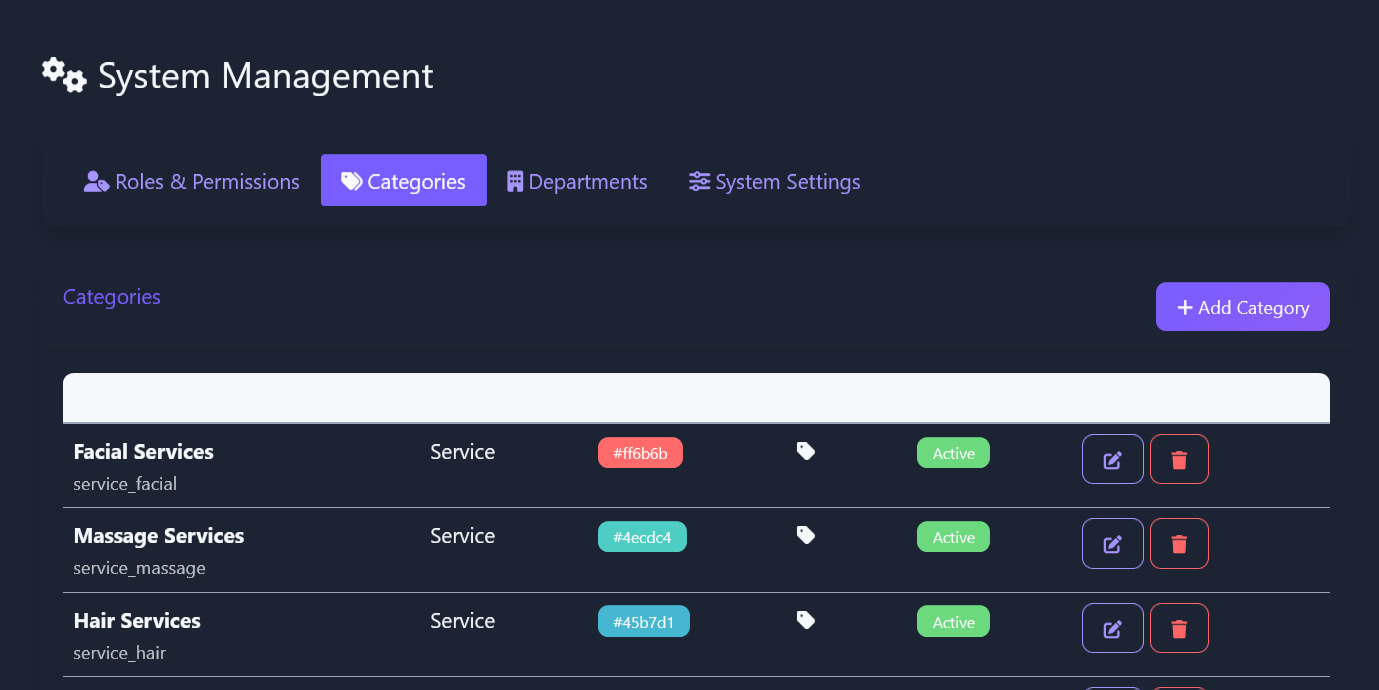 System Management
Roles & Permissions Categories Departments System Settings
Categories
Add Category
Facial Services Service #ff6b6b Active
service_facial
Massage Services Service #4ecdc4 Active
service_massage
Hair Services Service #45b7d1 Active
service_hair